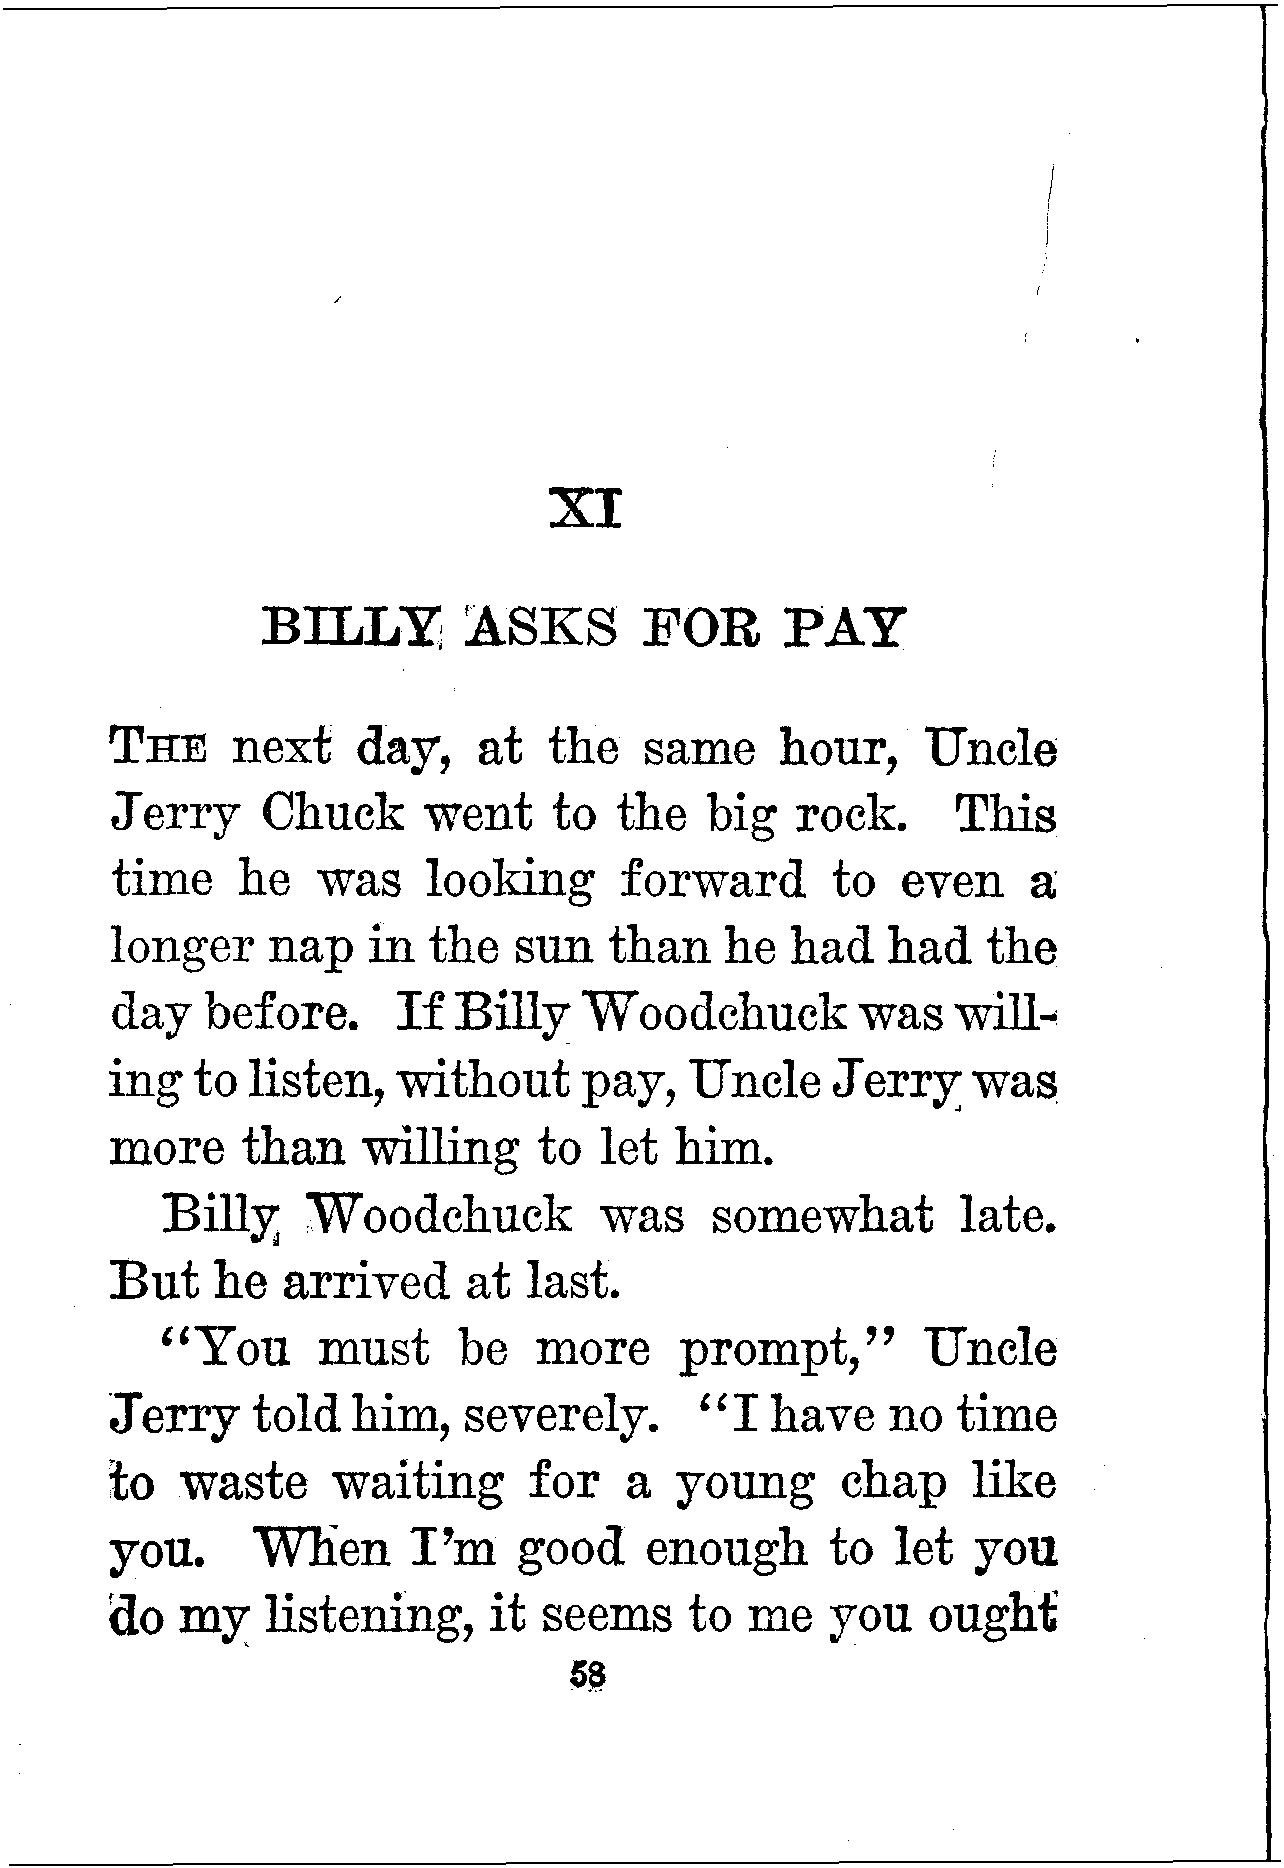 XI
BILLY ASKS FOR PAY
THE next day, at the same hour, Uncle
Jerry Chuck went to the big rock. This
time he was looking forward to even a
longer nap in the sun than he had had the
day before. If Billy Woodchuck was will-
ing to listen, without pay, Uncle Jerry was
more than willing to let him.
Billy Woodchuck was somewhat late.
But he arrived at last.
“You must be more prompt,” Uncle
Jerry told him, severely. “I have no time
to waste waiting for a young chap like
you. When I’m good enough to let you
do my listening, it seems to me you ought
58